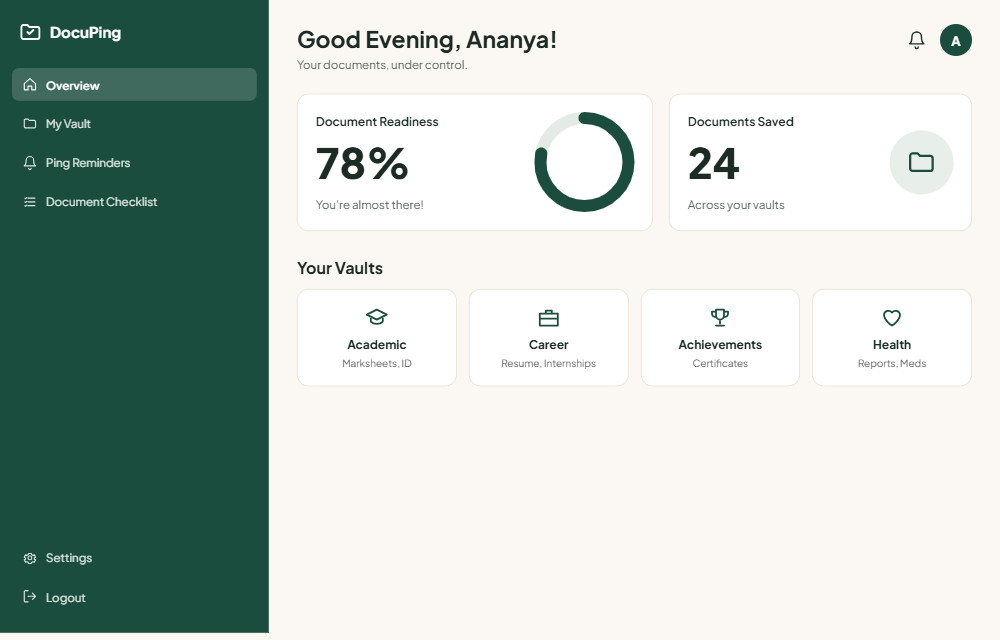 DocuPing
Overview
My Vault
Ping Reminders
Document Checklist
Settings
Logout
Good Evening, Ananya!
Your documents, under control.
A
Document Readiness
78%
You're almost there!
Documents Saved
24
Across your vaults
Your Vaults
Academic
Marksheets, ID
Career
Resume, Internships
Achievements
Certificates
Health
Reports, Meds